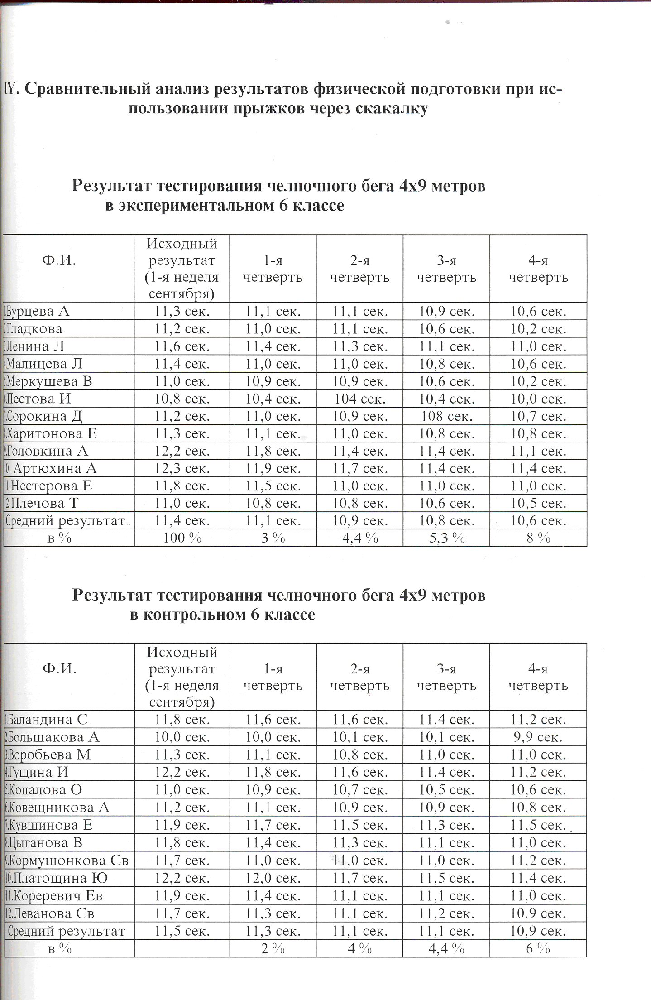 IY. Сравнительный анализ результатов физической подготовки при ис-
пользовании прыжков через скакалку
Результат тестирования челночного бега 4х9 метров
в экспериментальном 6 классе
Ф.И. Исходный результат (1-я неделя сентября) 1-я четверть 2-я четверть 3-я четверть 4-я четверть
1.Бурцева А 11,3 сек. 11,1 сек. 11,1 сек. 10,9 сек. 10,6 сек.
2.Гладкова 11,2 сек. 11,0 сек. 11,1 сек. 10,6 сек. 10,2 сек.
3.Ленина Л 11,6 сек. 11,4 сек. 11,3 сек. 11,1 сек. 11,0 сек.
4.Малицева Л 11,4 сек. 11,0 сек. 11,0 сек. 10,8 сек. 10,6 сек.
5.Меркушева В 11,0 сек. 10,9 сек. 10,9 сек. 10,6 сек. 10,2 сек.
6.Пестова И 10,8 сек. 10,4 сек. 104 сек. 10,4 сек. 10,0 сек.
7.Сорокина Д 11,2 сек. 11,0 сек. 10,9 сек. 108 сек. 10,7 сек.
8.Харитонова Е 11,3 сек. 11,1 сек. 11,0 сек. 10,8 сек. 10,8 сек.
9.Головкина А 12,2 сек. 11,8 сек. 11,4 сек. 11,4 сек. 11,1 сек.
10. Артюхина А 12,3 сек. 11,9 сек. 11,7 сек. 11,4 сек. 11,4 сек.
11.Нестерова Е 11,8 сек. 11,5 сек. 11,0 сек. 11,0 сек. 11,0 сек.
12.Плечова Т 11,0 сек. 10,8 сек. 10,8 сек. 10,6 сек. 10,5 сек.
Средний результат 11,4 сек. 11,1 сек. 10,9 сек. 10,8 сек. 10,6 сек.
в % 100 % 3 % 4,4 % 5,3 % 8 %
Результат тестирования челночного бега 4х9 метров
в контрольном 6 классе
Ф.И. Исходный результат (1-я неделя сентября) 1-я четверть 2-я четверть 3-я четверть 4-я четверть
1.Баландина С 11,8 сек. 11,6 сек. 11,6 сек. 11,4 сек. 11,2 сек.
2.Большакова А 10,0 сек. 10,0 сек. 10,1 сек. 10,1 сек. 9,9 сек.
3.Воробьева М 11,3 сек. 11,1 сек. 10,8 сек. 11,0 сек. 11,0 сек.
4.Гущина И 12,2 сек. 11,8 сек. 11,6 сек. 11,4 сек. 11,2 сек.
5.Копалова О 11,0 сек. 10,9 сек. 10,7 сек. 10,5 сек. 10,6 сек.
6.Ковещникова А 11,2 сек. 11,1 сек. 10,9 сек. 10,9 сек. 10,8 сек.
7.Кувшинова Е 11,9 сек. 11,7 сек. 11,5 сек. 11,3 сек. 11,5 сек.
8.Цыганова В 11,8 сек. 11,4 сек. 11,3 сек. 11,1 сек. 11,0 сек.
9.Кормушонкова Св 11,7 сек. 11,0 сек. 11,0 сек. 11,0 сек. 11,2 сек.
10.Платощина Ю 12,2 сек. 12,0 сек. 11,7 сек. 11,5 сек. 11,4 сек.
11.Кореревич Ев 11,9 сек. 11,4 сек. 11,1 сек. 11,1 сек. 11,0 сек.
12.Леванова Св 11,7 сек. 11,3 сек. 11,1 сек. 11,2 сек. 10,9 сек.
Средний результат 11,5 сек. 11,3 сек. 11,1 сек. 11,1 сек. 10,9 сек.
в % 2 % 4 % 4,4 % 6 %